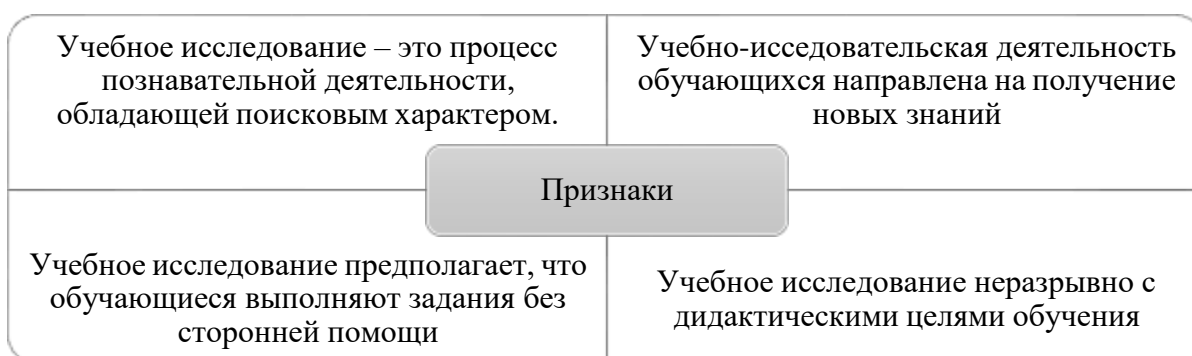 Учебное исследование – это процесс
познавательной деятельности,
обладающей поисковым характером.
Учебно-исседовательская деятельность
обучающихся направлена на получение
новых знаний
Признаки
Учебное исследование предполагает, что
обучающиеся выполняют задания без
сторонней помощи
Учебное исследование неразрывно с
дидактическими целями обучения